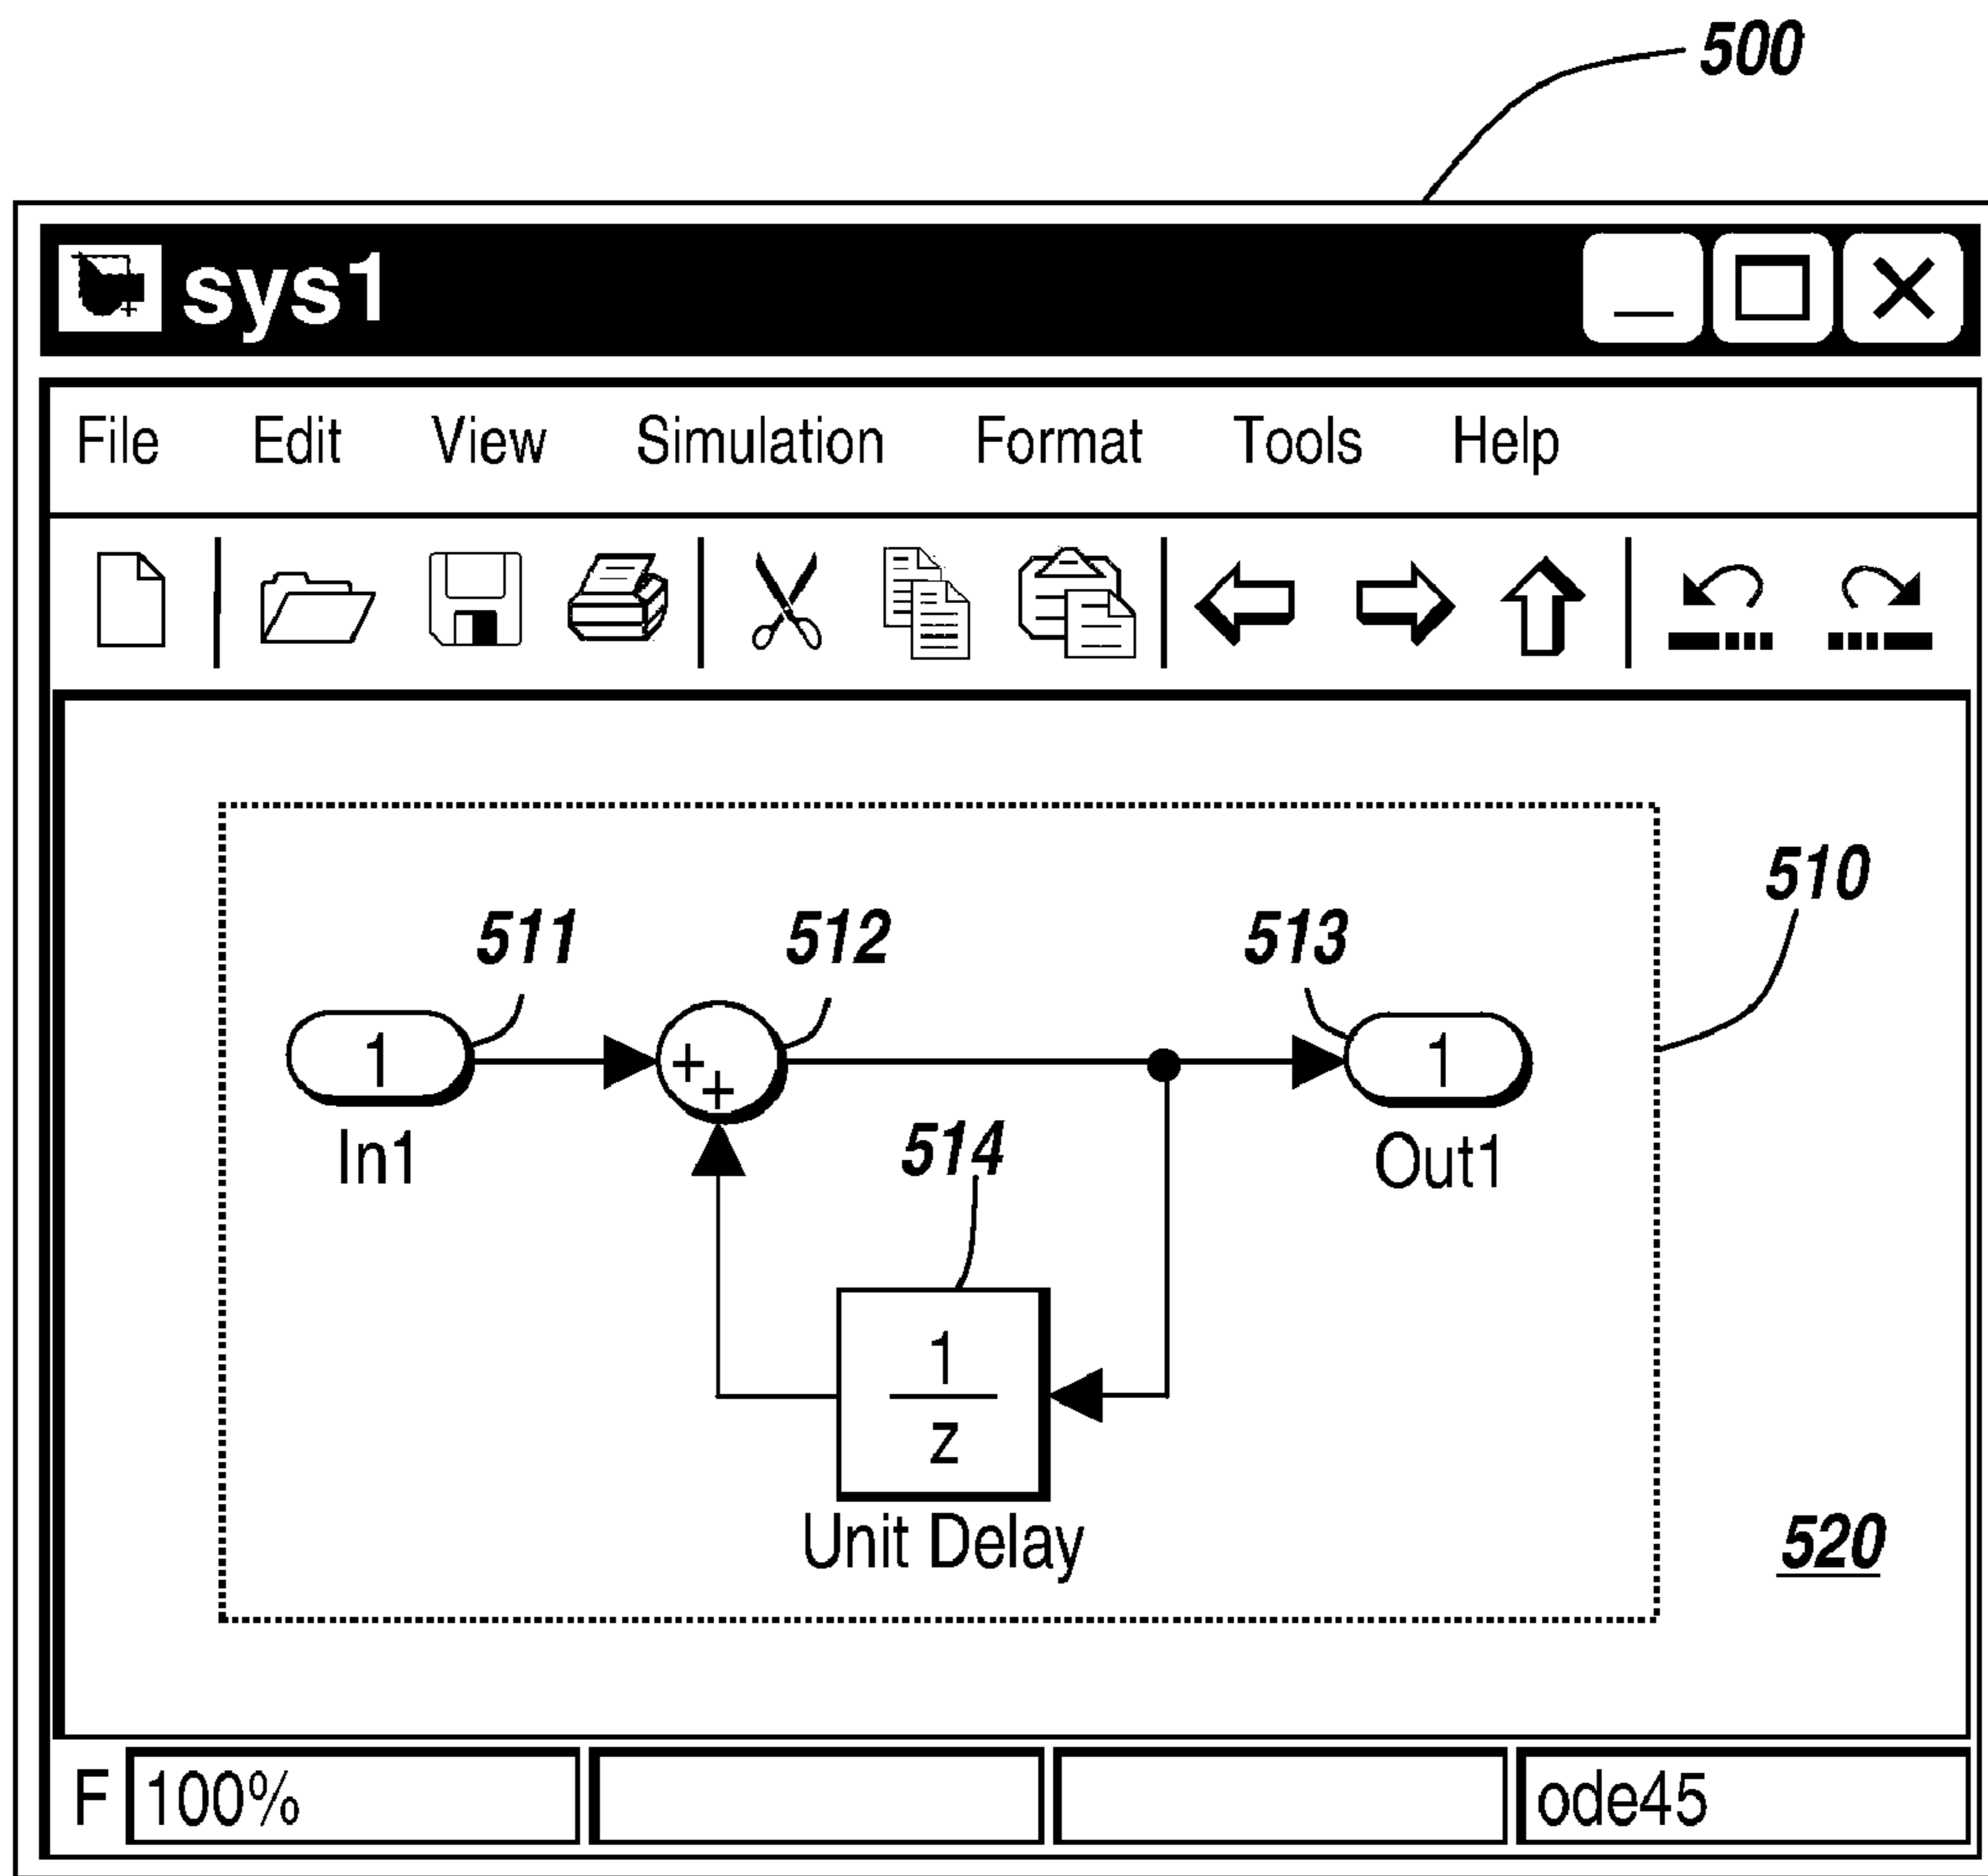 500
sys1
File Edit View Simulation Format Tools Help
510
511 512 513
1 + + 1
In1 514 Out1
1
z
Unit Delay
520
F 100% ode45